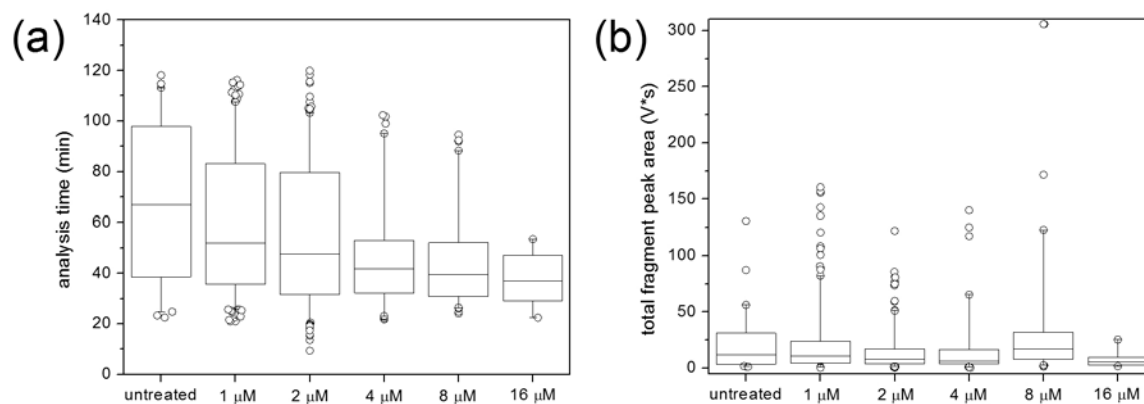 (a)
140
120
100
80
60
40
20
0
analysis time (min)
untreated
1 μM
2 μM
4 μM
8 μM
16 μM
(b)
300
250
200
150
100
50
0
total fragment peak area (V*s)
untreated
1 μM
2 μM
4 μM
8 μM
16 μM